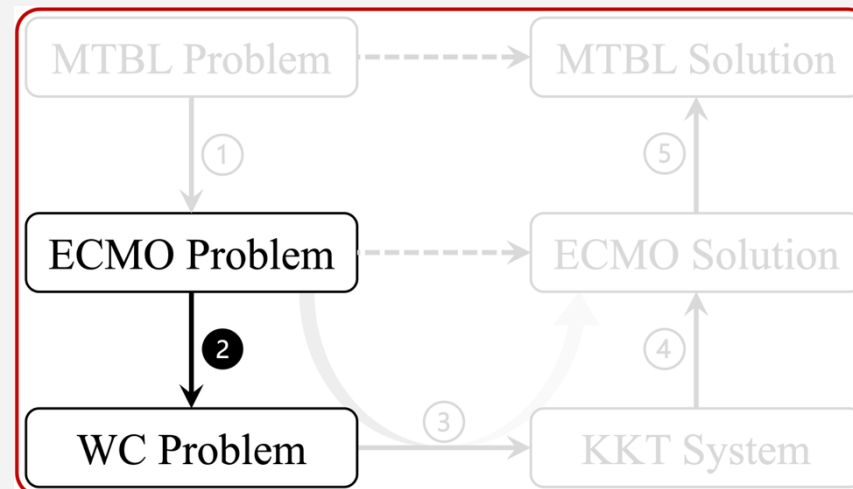 MTBL Problem
MTBL Solution
1
5
ECMO Problem
ECMO Solution
2
4
WC Problem
3
KKT System